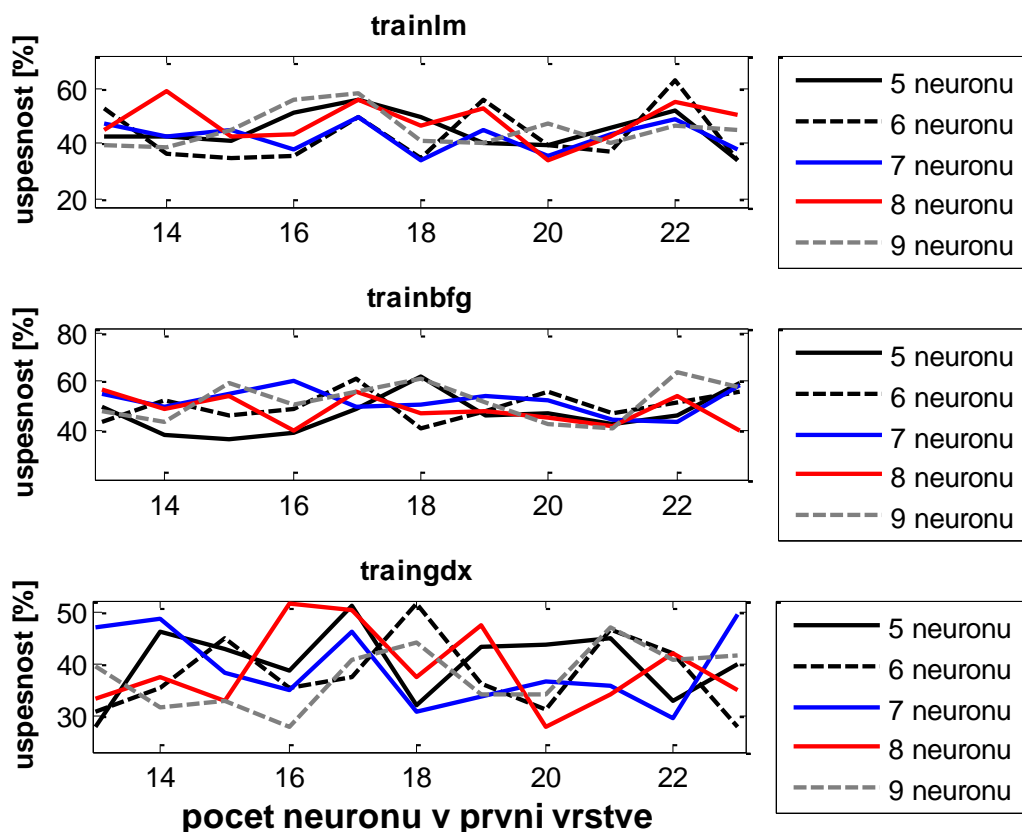 trainlm
uspesnost [%]
60
40
20
14
16
18
20
22
5 neuronu
6 neuronu
7 neuronu
8 neuronu
9 neuronu
trainbfg
uspesnost [%]
80
60
40
14
16
18
20
22
5 neuronu
6 neuronu
7 neuronu
8 neuronu
9 neuronu
traingdx
uspesnost [%]
50
40
30
14
16
18
20
22
5 neuronu
6 neuronu
7 neuronu
8 neuronu
9 neuronu
pocet neuronu v prvni vrstve